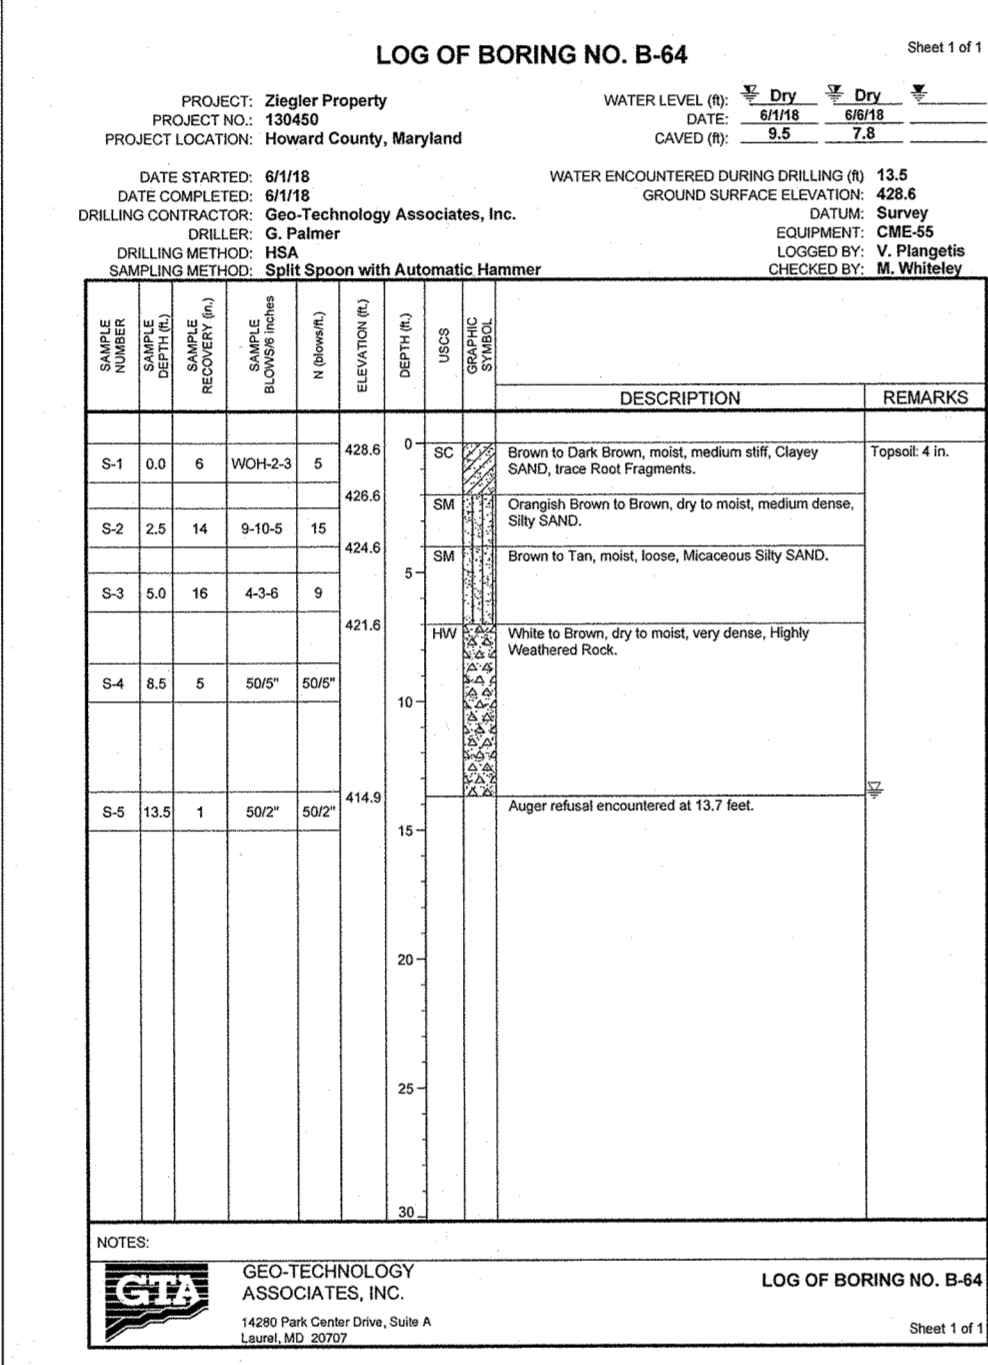 LOG OF BORING NO. B-64
Sheet 1 of 1
PROJECT: Ziegler Property
PROJECT NO.: 130450
PROJECT LOCATION: Howard County, Maryland
WATER LEVEL (ft): Dry Dry
DATE: 6/1/18 6/6/18
CAVED (ft): 9.5 7.8
DATE STARTED: 6/1/18
DATE COMPLETED: 6/1/18
DRILLING CONTRACTOR: Geo-Technology Associates, Inc.
DRILLER: G. Palmer
DRILLING METHOD: HSA
SAMPLING METHOD: Split Spoon with Automatic Hammer
WATER ENCOUNTERED DURING DRILLING (ft) 13.5
GROUND SURFACE ELEVATION: 428.6
DATUM: Survey
EQUIPMENT: CME-55
LOGGED BY: V. Plangetis
CHECKED BY: M. Whiteley
SAMPLE NUMBER
SAMPLE DEPTH (ft.)
SAMPLE RECOVERY (in.)
SAMPLE BLOWS/6 inches
N (blows/ft.)
ELEVATION (ft.)
DEPTH (ft.)
USCS
GRAPHIC SYMBOL
DESCRIPTION
REMARKS
S-1 0.0 6 WOH-2-3 5
428.6 0 SC Brown to Dark Brown, moist, medium stiff, Clayey
SAND, trace Root Fragments.
Topsoil: 4 in.
426.6 SM Orangish Brown to Brown, dry to moist, medium dense,
Silty SAND.
S-2 2.5 14 9-10-5 15
424.6 SM Brown to Tan, moist, loose, Micaceous Silty SAND.
5
S-3 5.0 16 4-3-6 9
421.6 HW White to Brown, dry to moist, very dense, Highly
Weathered Rock.
S-4 8.5 5 50/5" 50/5"
10
414.9 Auger refusal encountered at 13.7 feet.
S-5 13.5 1 50/2" 50/2"
15
20
25
30
NOTES:
GTA
GEO-TECHNOLOGY
ASSOCIATES, INC.
14280 Park Center Drive, Suite A
Laurel, MD 20707
LOG OF BORING NO. B-64
Sheet 1 of 1